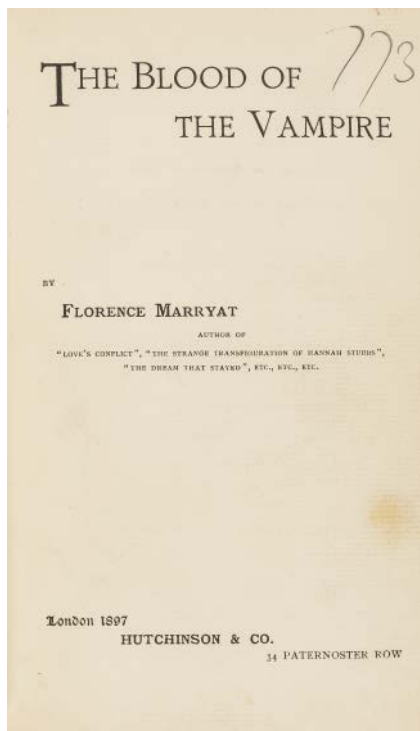 773
THE BLOOD OF
THE VAMPIRE
BY
FLORENCE MARRYAT
AUTHOR OF
"LOVE'S CONFLICT", "THE STRANGE TRANSFIGURATION OF HANNAH STUBBS",
"THE DREAM THAT STAYED", ETC., ETC., ETC.
London 1897
HUTCHINSON & CO.
34 PATERNOSTER ROW